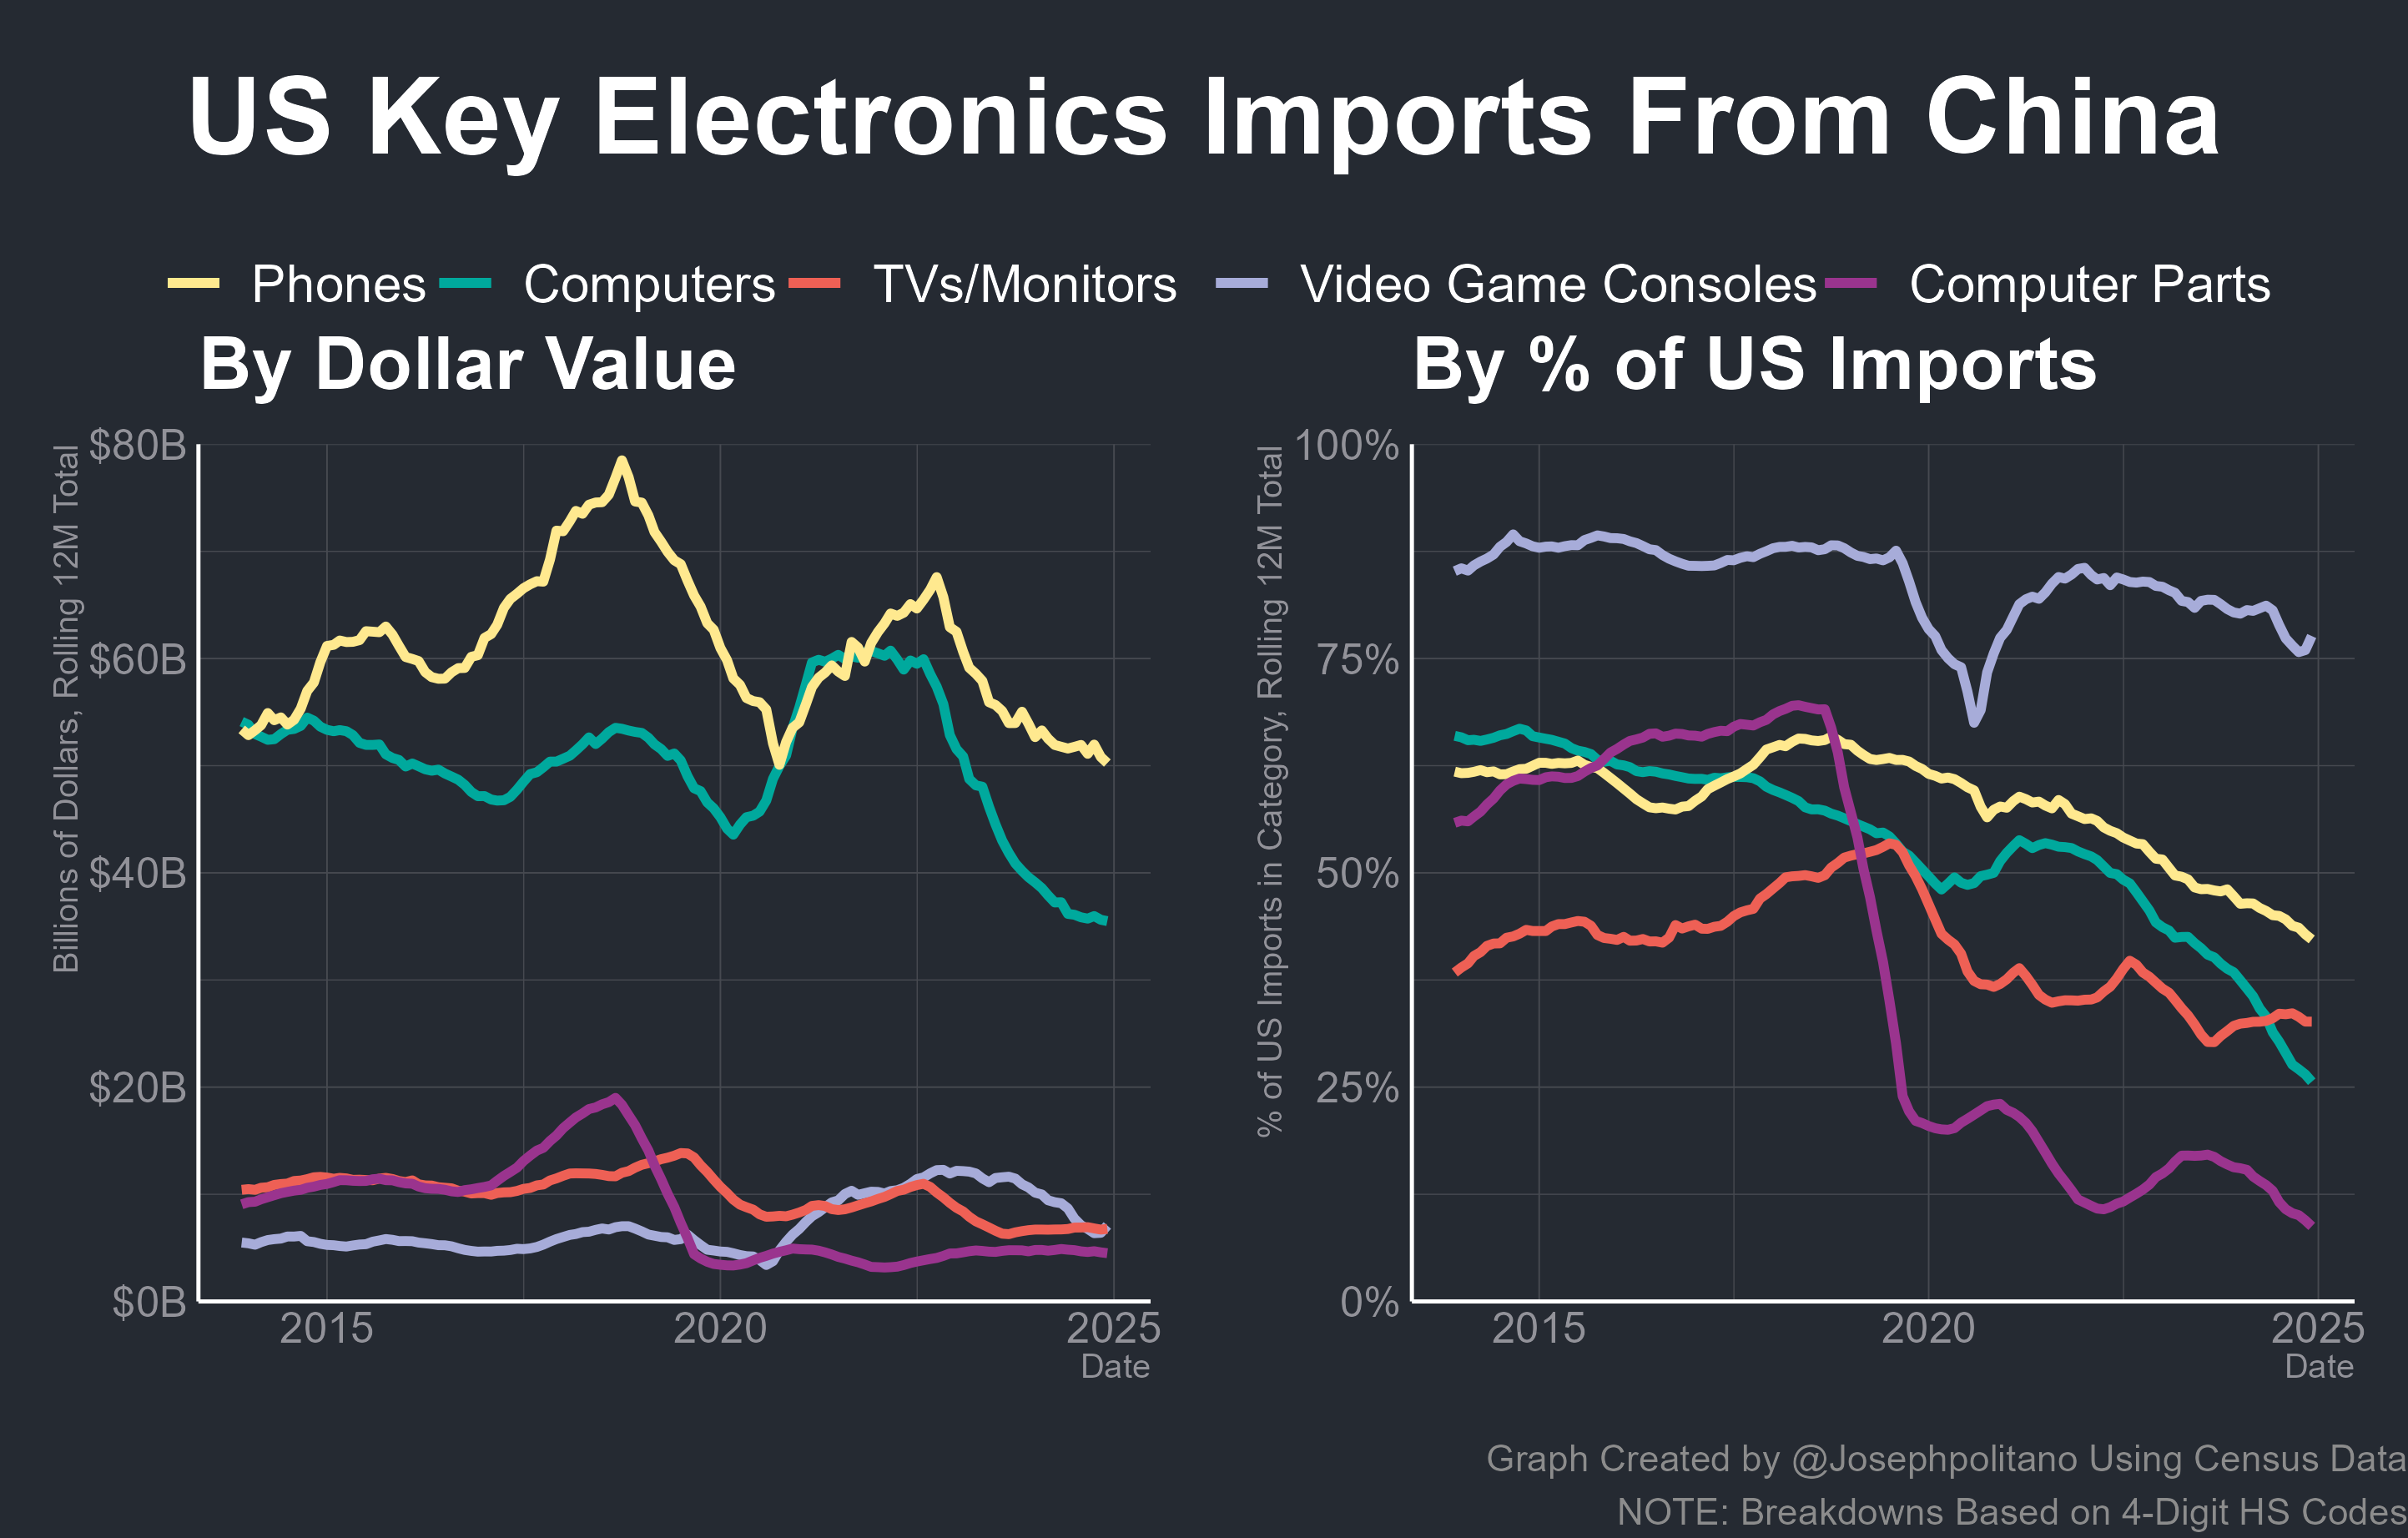 US Key Electronics Imports From China
Phones Computers TVs/Monitors Video Game Consoles Computer Parts
By Dollar Value
Billions of Dollars, Rolling 12M Total
$80B
$60B
$40B
$20B
$0B
2015 2020 2025
Date
By % of US Imports
% of US Imports in Category, Rolling 12M Total
100%
75%
50%
25%
0%
2015 2020 2025
Date
Graph Created by @Josephpolitano Using Census Data
NOTE: Breakdowns Based on 4-Digit HS Codes